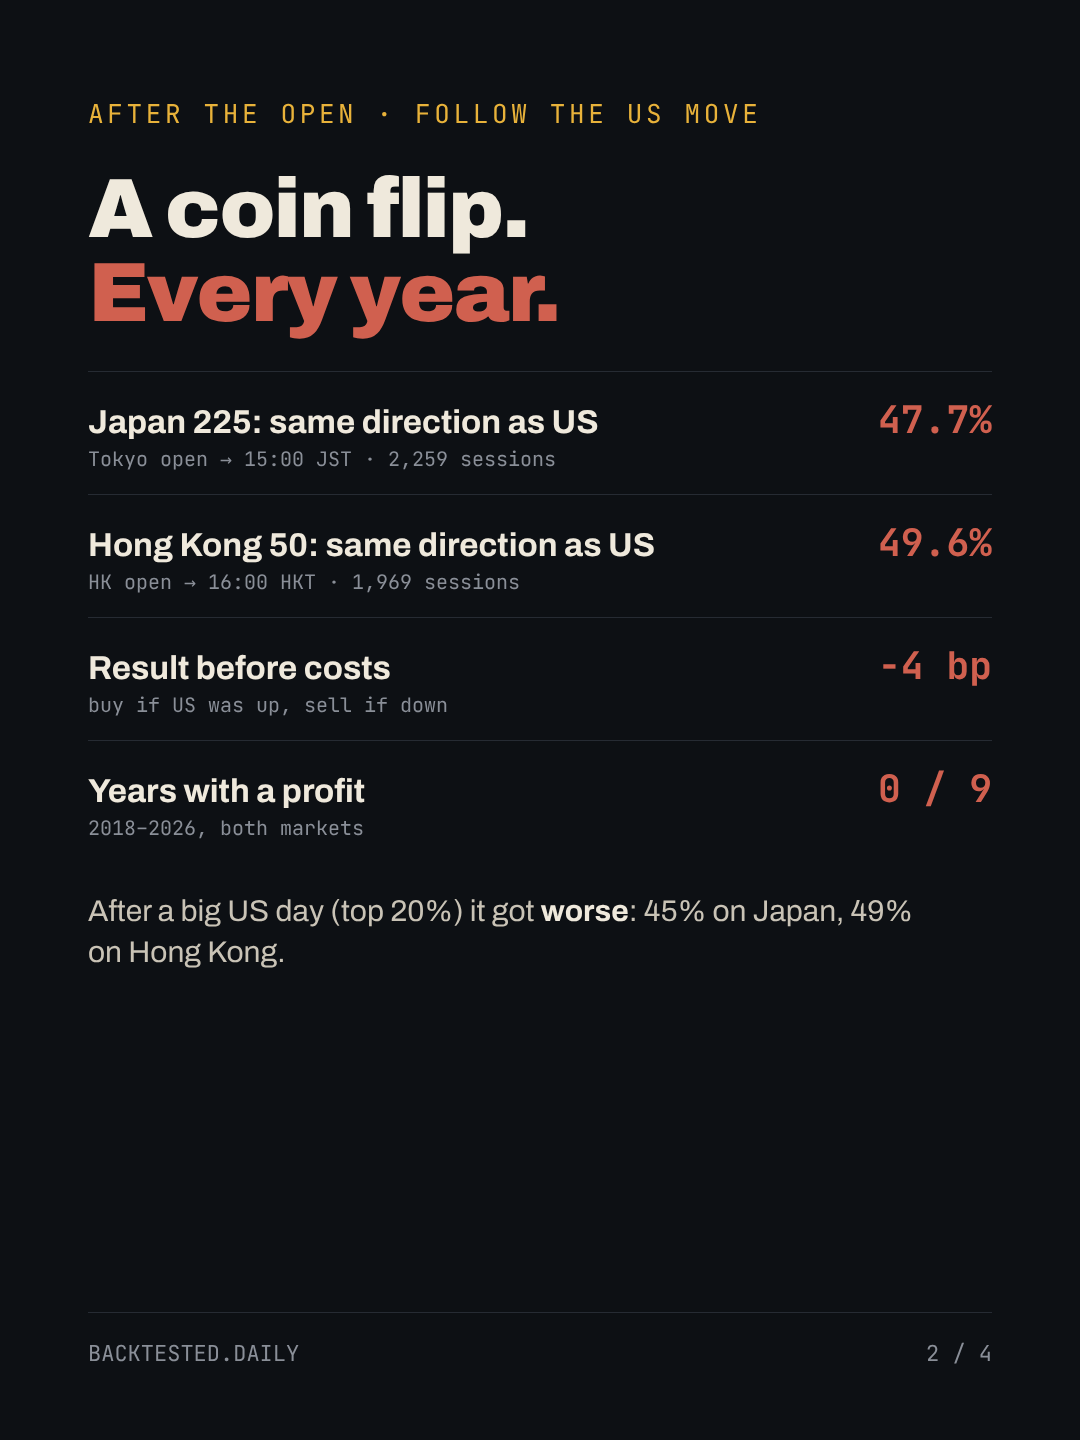 AFTER THE OPEN · FOLLOW THE US MOVE
A coin flip.
Every year.
Japan 225: same direction as US
47.7%
Tokyo open → 15:00 JST · 2,259 sessions
Hong Kong 50: same direction as US
49.6%
HK open → 16:00 HKT · 1,969 sessions
Result before costs
-4 bp
buy if US was up, sell if down
Years with a profit
0 / 9
2018–2026, both markets
After a big US day (top 20%) it got worse: 45% on Japan, 49%
on Hong Kong.
BACKTESTED.DAILY
2 / 4